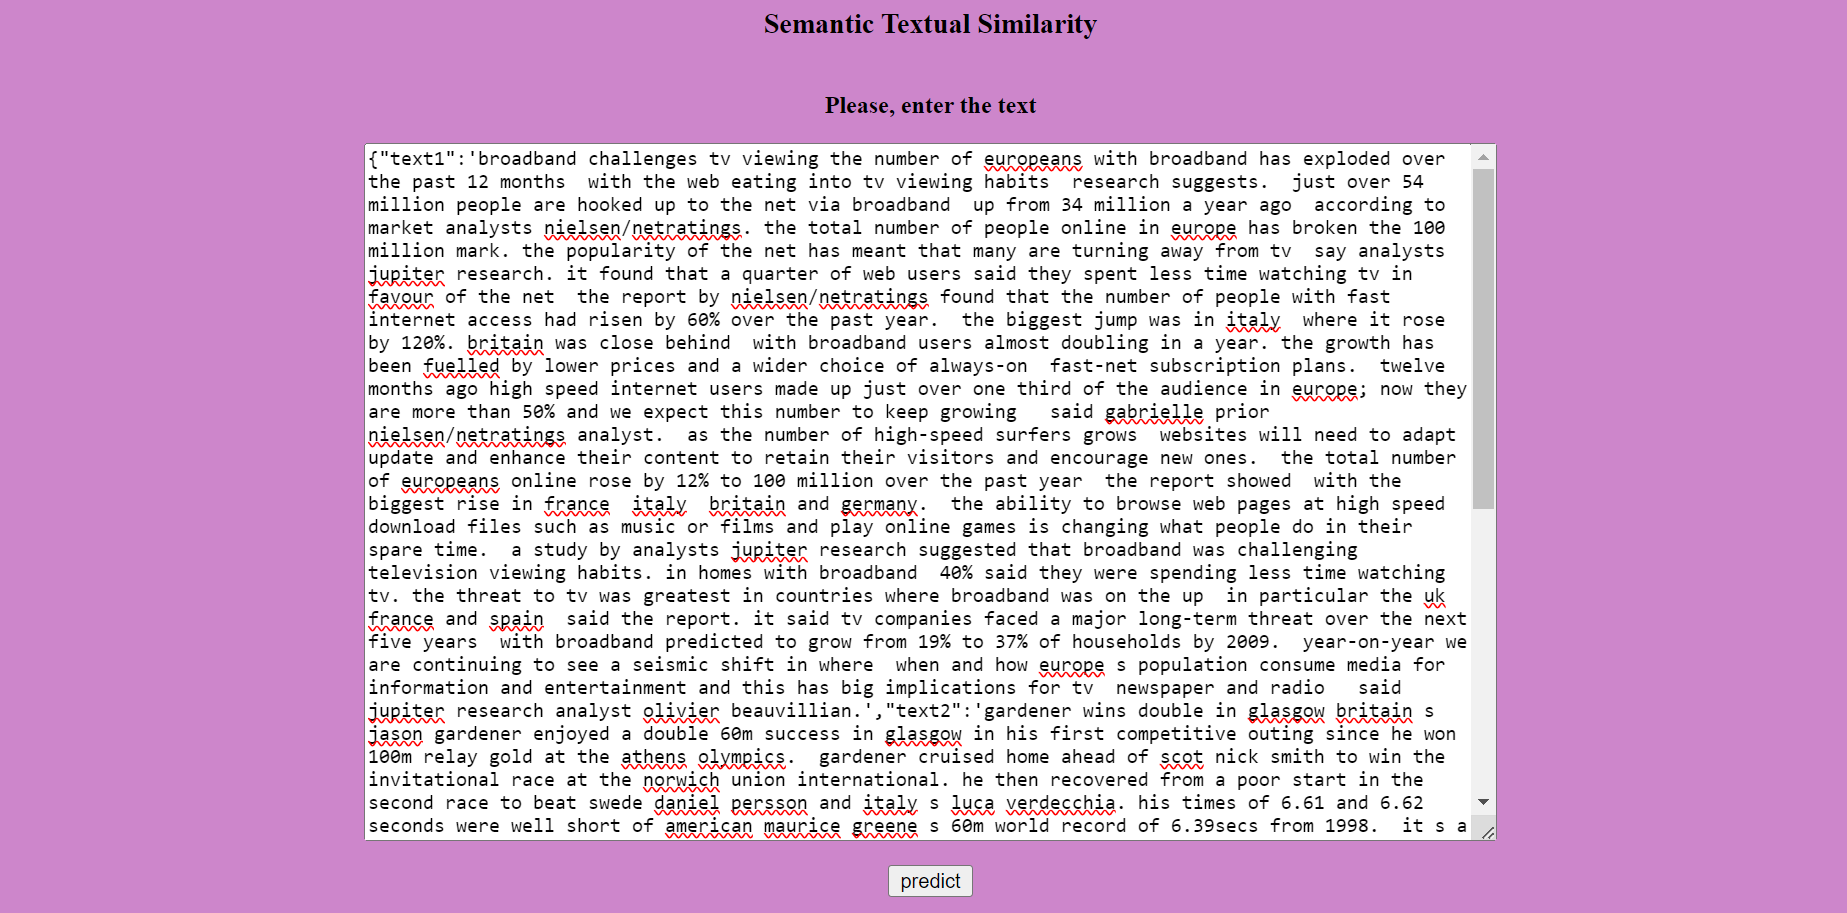 Semantic Textual Similarity
Please, enter the text
{"text1":'broadband challenges tv viewing the number of europeans with broadband has exploded over
the past 12 months  with the web eating into tv viewing habits  research suggests.  just over 54
million people are hooked up to the net via broadband  up from 34 million a year ago  according to
market analysts nielsen/netratings. the total number of people online in europe has broken the 100
million mark. the popularity of the net has meant that many are turning away from tv  say analysts
jupiter research. it found that a quarter of web users said they spent less time watching tv in
favour of the net  the report by nielsen/netratings found that the number of people with fast
internet access had risen by 60% over the past year.  the biggest jump was in italy  where it rose
by 120%. britain was close behind  with broadband users almost doubling in a year. the growth has
been fuelled by lower prices and a wider choice of always-on  fast-net subscription plans.  twelve
months ago high speed internet users made up just over one third of the audience in europe; now they
are more than 50% and we expect this number to keep growing   said gabrielle prior
nielsen/netratings analyst.  as the number of high-speed surfers grows  websites will need to adapt
update and enhance their content to retain their visitors and encourage new ones.  the total number
of europeans online rose by 12% to 100 million over the past year  the report showed  with the
biggest rise in france  italy  britain and germany.  the ability to browse web pages at high speed
download files such as music or films and play online games is changing what people do in their
spare time.  a study by analysts jupiter research suggested that broadband was challenging
television viewing habits. in homes with broadband  40% said they were spending less time watching
tv. the threat to tv was greatest in countries where broadband was on the up  in particular the uk
france and spain  said the report. it said tv companies faced a major long-term threat over the next
five years  with broadband predicted to grow from 19% to 37% of households by 2009.  year-on-year we
are continuing to see a seismic shift in where  when and how europe s population consume media for
information and entertainment and this has big implications for tv  newspaper and radio   said
jupiter research analyst olivier beauvillian.',"text2":'gardener wins double in glasgow britain s
jason gardener enjoyed a double 60m success in glasgow in his first competitive outing since he won
100m relay gold at the athens olympics.  gardener cruised home ahead of scot nick smith to win the
invitational race at the norwich union international. he then recovered from a poor start in the
second race to beat swede daniel persson and italy s luca verdecchia. his times of 6.61 and 6.62
seconds were well short of american maurice greene s 60m world record of 6.39secs from 1998.  it s a
predict